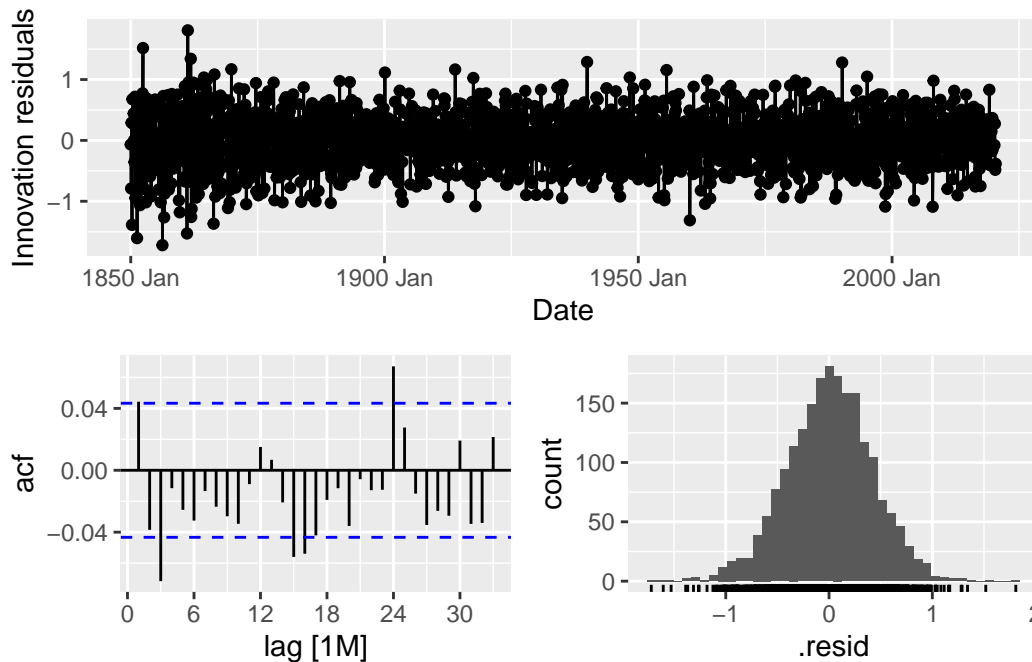 Innovation residuals
1
0
−1
1850 Jan
1900 Jan
1950 Jan
2000 Jan
Date
acf
0.04
0.00
−0.04
0
6
12
18
24
30
lag [1M]
count
150
100
50
0
−1
0
1
2
.resid